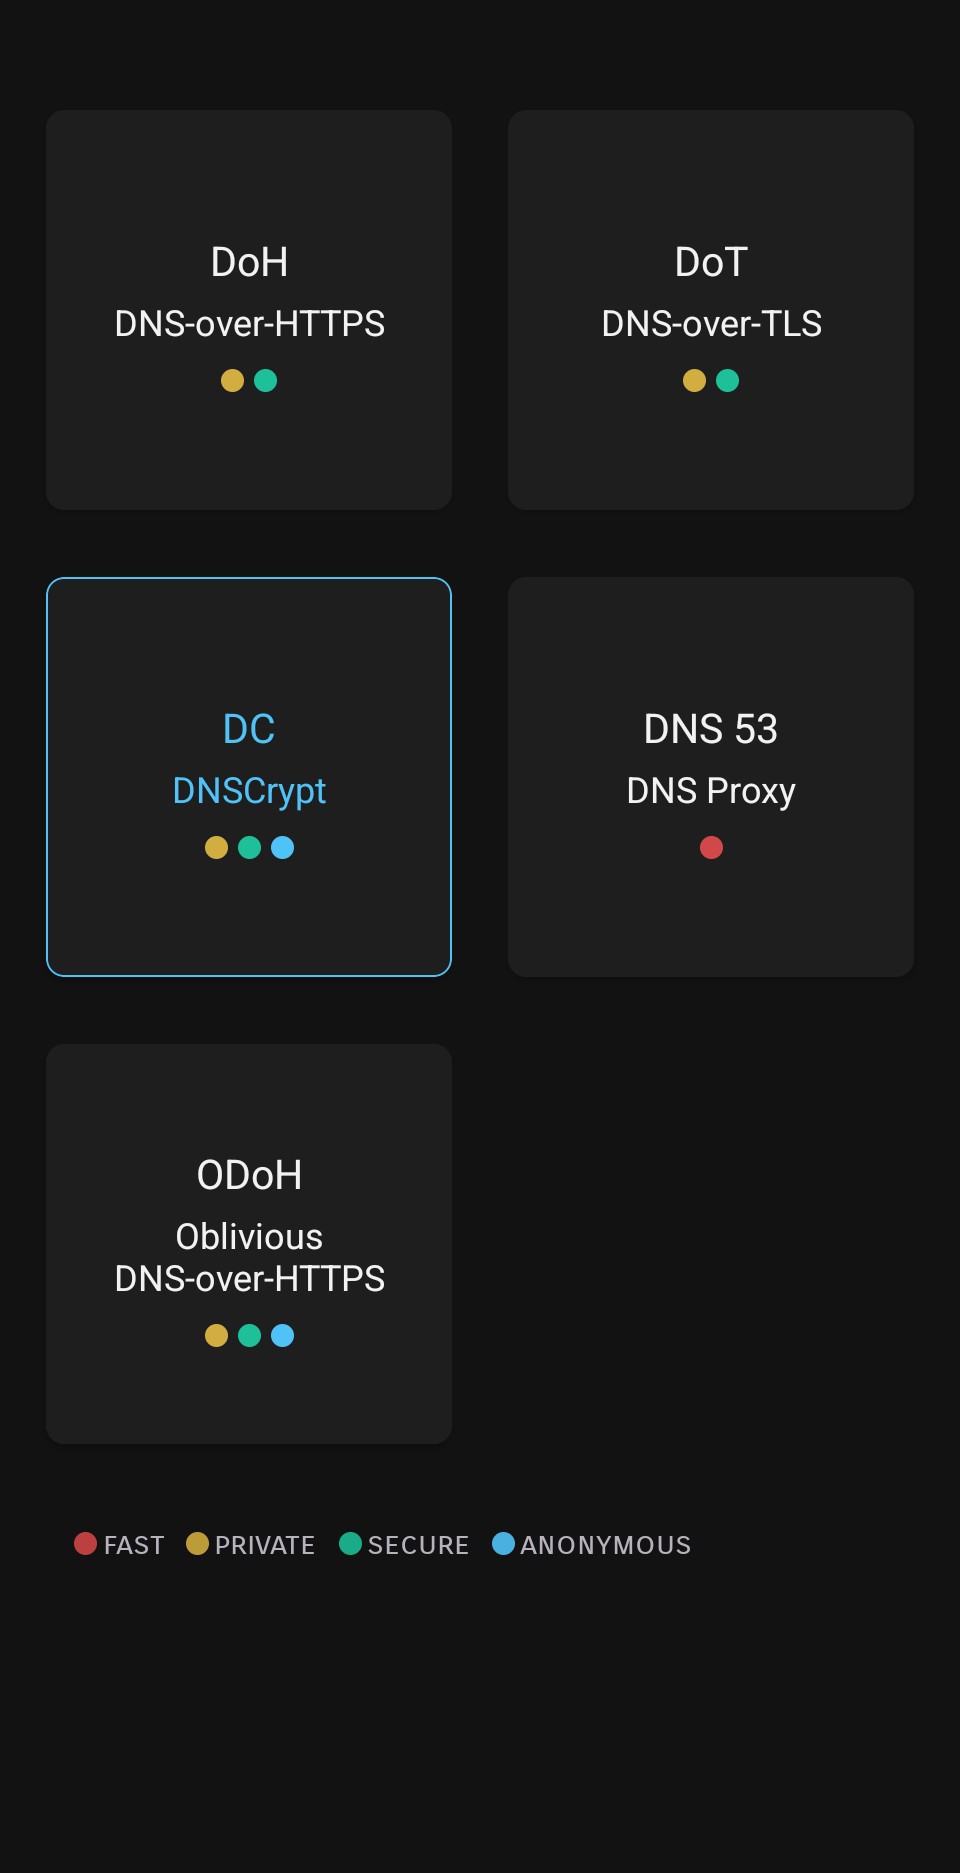 DoH
DNS-over-HTTPS
DoT
DNS-over-TLS
DC
DNSCrypt
DNS 53
DNS Proxy
ODoH
Oblivious
DNS-over-HTTPS
FAST PRIVATE SECURE ANONYMOUS